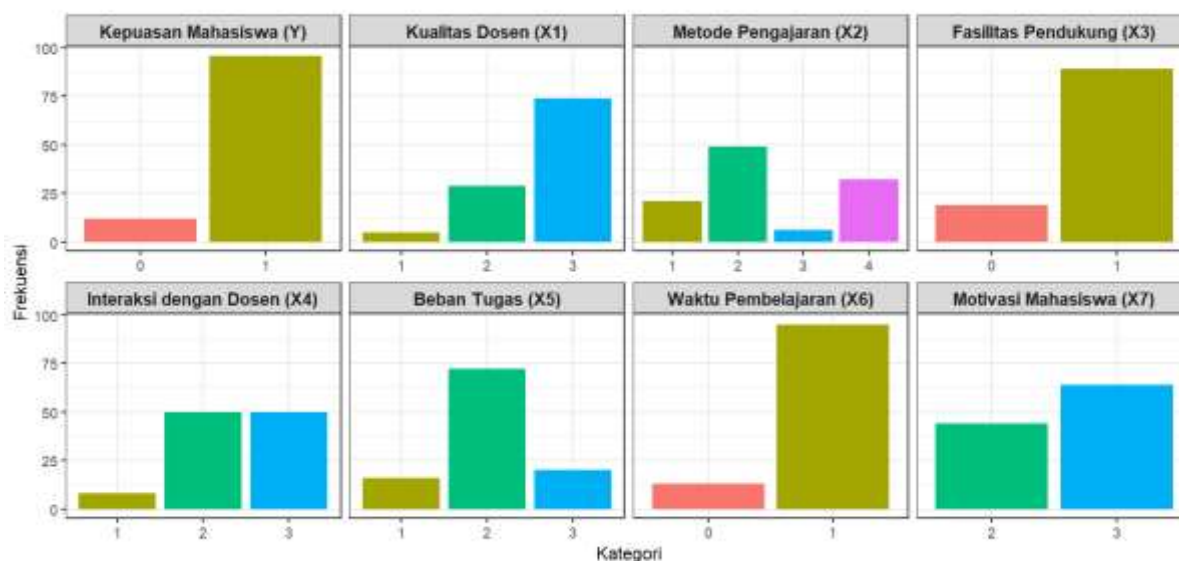 Kepuasan Mahasiswa (Y) Kualitas Dosen (X1) Metode Pengajaran (X2) Fasilitas Pendukung (X3)
100
75
50
25
0
0 1 1 2 3 1 2 3 4 0 1
Frekuensi
Interaksi dengan Dosen (X4) Beban Tugas (X5) Waktu Pembelajaran (X6) Motivasi Mahasiswa (X7)
100
75
50
25
0
1 2 3 1 2 3 0 1 2 3
Kategori